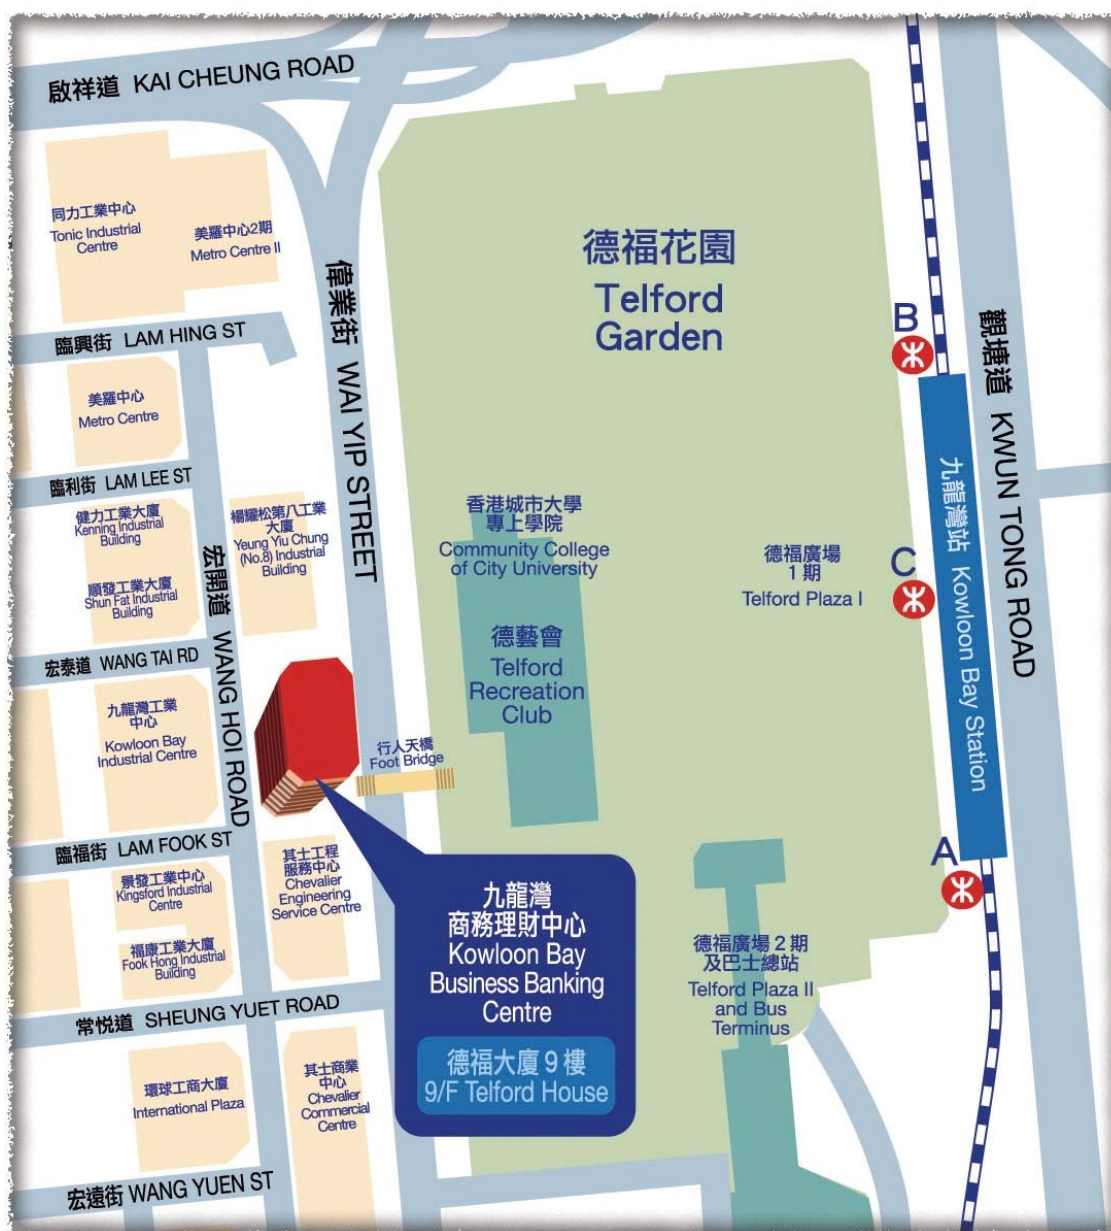 啟祥道 KAI CHEUNG ROAD
同力工業中心
Tonic Industrial
Centre
美羅中心2期
Metro Centre II
德福花園
Telford
Garden
偉業街 WAI YIP STREET
觀塘道 KWUN TONG ROAD
B
臨興街 LAM HING ST
美羅中心
Metro Centre
臨利街 LAM LEE ST
健力工業大廈
Kenning Industrial
Building
順發工業大廈
Shun Fat Industrial
Building
楊耀松第八工業
大廈
Yeung Yiu Chung
(No.8) Industrial
Building
宏開道 WANG HOI ROAD
香港城市大學
專上學院
Community College
of City University
德藝會
Telford
Recreation
Club
德福廣場
1期
Telford Plaza I
C
九龍灣站 Kowloon Bay Station
宏泰道 WANG TAI RD
九龍灣工業
中心
Kowloon Bay
Industrial Centre
行人天橋
Foot Bridge
臨福街 LAM FOOK ST
A
景發工業中心
Kingsford Industrial
Centre
福康工業大廈
Fook Hong Industrial
Building
其士工程
服務中心
Chevalier
Engineering
Service Centre
九龍灣
商務理財中心
Kowloon Bay
Business Banking
Centre
德福大廈9樓
9/F Telford House
德福廣場2期
及巴士總站
Telford Plaza II
and Bus
Terminus
常悦道 SHEUNG YUET ROAD
環球工商大廈
International Plaza
其士商業
中心
Chevalier
Commercial
Centre
宏遠街 WANG YUEN ST